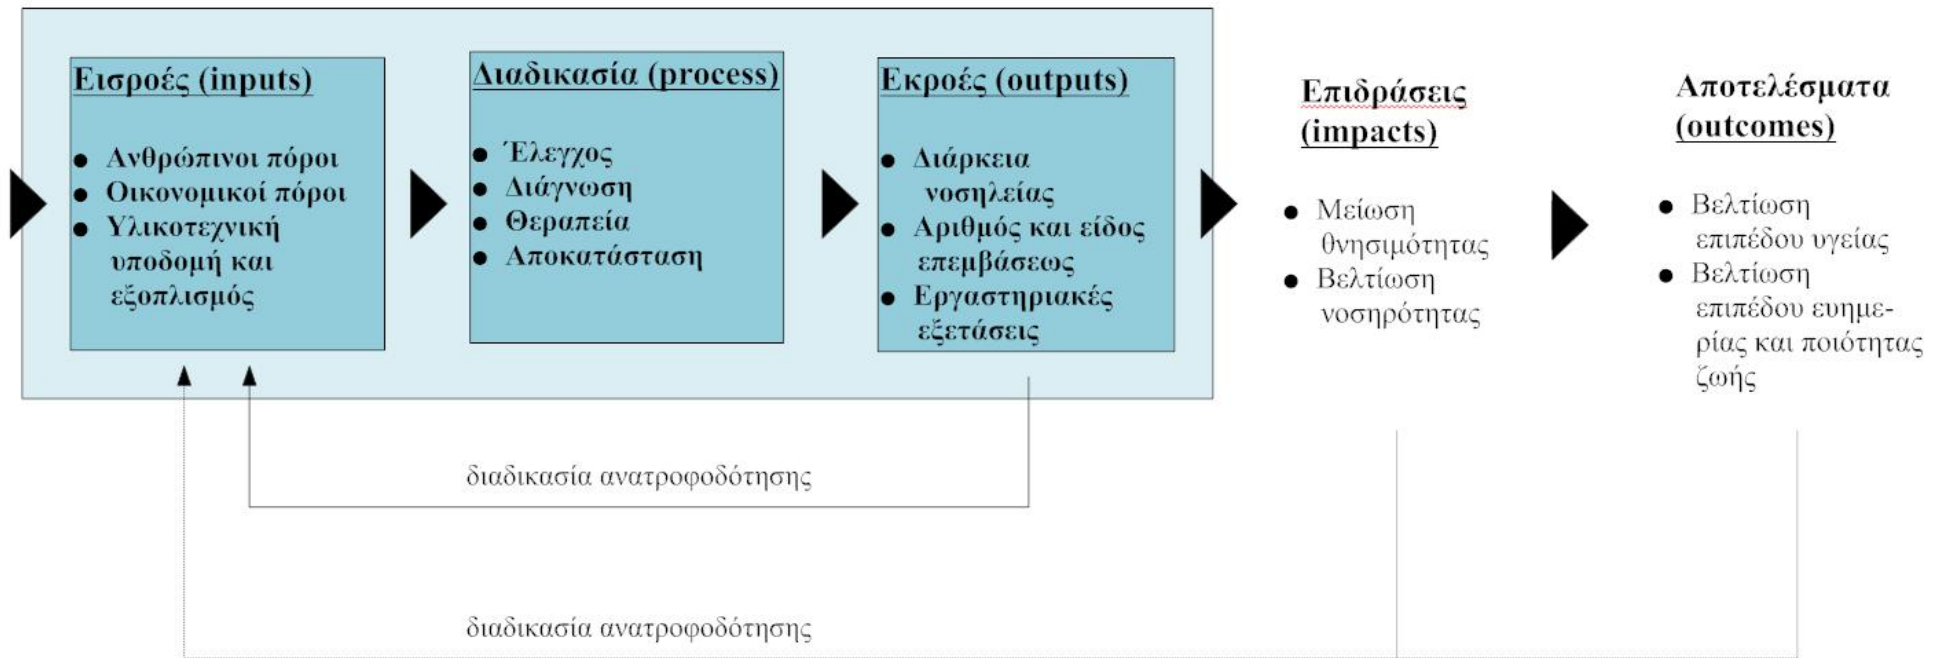 Εισροές (inputs)
● Ανθρώπινοι πόροι
● Οικονομικοί πόροι
● Υλικοτεχνική
υποδομή και
εξοπλισμός
Διαδικασία (process)
● Έλεγχος
● Διάγνωση
● Θεραπεία
● Αποκατάσταση
Εκροές (outputs)
● Διάρκεια
νοσηλείας
● Αριθμός και είδος
επεμβάσεως
● Εργαστηριακές
εξετάσεις
Επιδράσεις
(impacts)
● Μείωση
θνησιμότητας
● Βελτίωση
νοσηρότητας
Αποτελέσματα
(outcomes)
● Βελτίωση
επιπέδου υγείας
● Βελτίωση
επιπέδου ευημε-
ρίας και ποιότητας
ζωής
διαδικασία ανατροφοδότησης
διαδικασία ανατροφοδότησης